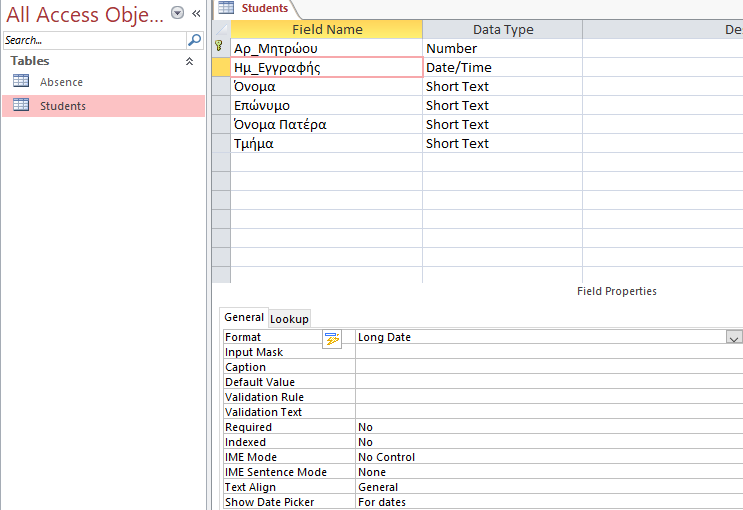 All Access Obje...
Search...
Tables
Absence
Students
Students
Field Name Data Type De
Αρ_Μητρώου Number
Ημ_Εγγραφής Date/Time
Όνομα Short Text
Επώνυμο Short Text
Όνομα Πατέρα Short Text
Τμήμα Short Text
Field Properties
General Lookup
Format Long Date
Input Mask
Caption
Default Value
Validation Rule
Validation Text
Required No
Indexed No
IME Mode No Control
IME Sentence Mode None
Text Align General
Show Date Picker For dates